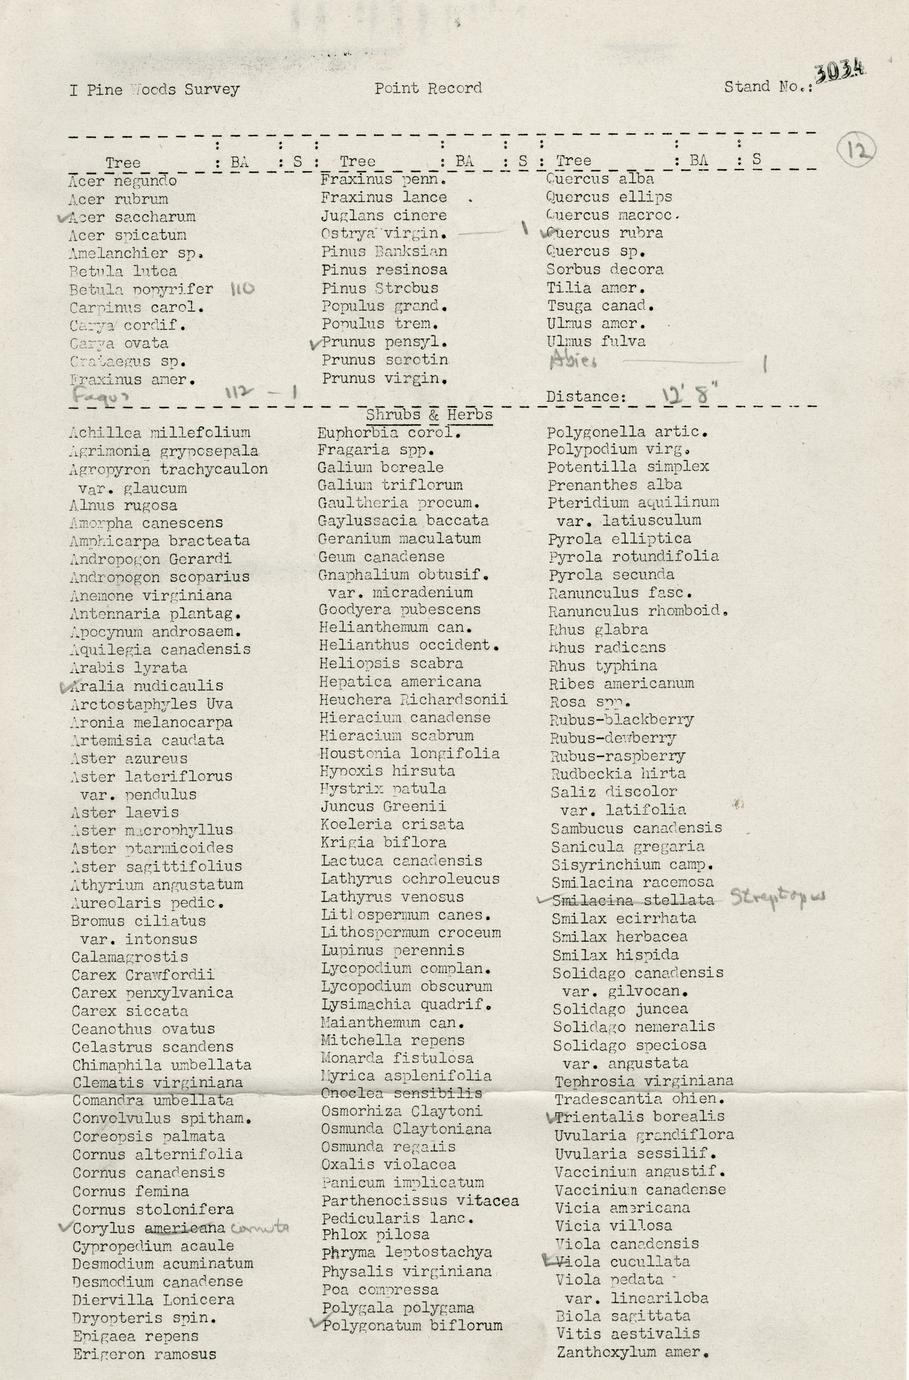 I Pine Woods Survey Point Record Stand No.: 3034
12
Tree : BA : S : Tree : BA : S : Tree : BA : S
Acer negundo Fraxinus penn. Quercus alba
Acer rubrum Fraxinus lance . Quercus ellips
✓Acer saccharum Juglans cinere Quercus macroc.
Acer spicatum Ostrya virgin. — \ ✓Quercus rubra
Amelanchier sp. Pinus Banksian Quercus sp.
Betula lutea Pinus resinosa Sorbus decora
Betula popyrifer 110 Pinus Strobus Tilia amer.
Carpinus carol. Populus grand. Tsuga canad.
Carya cordif. Populus trem. Ulmus amer.
Carya ovata ✓Prunus pensyl. Ulmus fulva
Crataegus sp. Prunus serotin Abies — 1
Fraxinus amer. Prunus virgin.
Fagus 112 - 1 Distance: 12' 8"
Shrubs & Herbs
Achillea millefolium Euphorbia corol. Polygonella artic.
Agrimonia gryposepala Fragaria spp. Polypodium virg.
Agropyron trachycaulon Galium boreale Potentilla simplex
var. glaucum Galium triflorum Prenanthes alba
Alnus rugosa Gaultheria procum. Pteridium aquilinum
Amorpha canescens Gaylussacia baccata var. latiusculum
Amphicarpa bracteata Geranium maculatum Pyrola elliptica
Andropogon Gerardi Geum canadense Pyrola rotundifolia
Andropogon scoparius Gnaphalium obtusif. Pyrola secunda
Anemone virginiana var. micradenium Ranunculus fasc.
Antennaria plantag. Goodyera pubescens Ranunculus rhomboid.
Apocynum androsaem. Helianthemum can. Rhus glabra
Aquilegia canadensis Helianthus occident. Rhus radicans
Arabis lyrata Heliopsis scabra Rhus typhina
✓Aralia nudicaulis Hepatica americana Ribes americanum
Arctostaphyles Uva Heuchera Richardsonii Rosa spp.
Aronia melanocarpa Hieracium canadense Rubus-blackberry
Artemisia caudata Hieracium scabrum Rubus-dewberry
Aster azureus Houstonia longifolia Rubus-raspberry
Aster lateriflorus Hypoxis hirsuta Rudbeckia hirta
var. pendulus Hystrix patula Saliz discolor
Aster laevis Juncus Greenii var. latifolia
Aster macrophyllus Koeleria crisata Sambucus canadensis
Aster ptarmicoides Krigia biflora Sanicula gregaria
Aster sagittifolius Lactuca canadensis Sisyrinchium camp.
Athyrium angustatum Lathyrus ochroleucus Smilacina racemosa
Aureolaris pedic. Lathyrus venosus ✓Smilacina stellata Streptopus
Bromus ciliatus Lithospermum canes. Smilax ecirrhata
var. intonsus Lithospermum croceum Smilax herbacea
Calamagrostis Lupinus perennis Smilax hispida
Carex Crawfordii Lycopodium complan. Solidago canadensis
Carex penxylvanica Lycopodium obscurum var. gilvocan.
Carex siccata Lysimachia quadrif. Solidago juncea
Ceanothus ovatus Maianthemum can. Solidago nemeralis
Celastrus scandens Mitchella repens Solidago speciosa
Chimaphila umbellata Monarda fistulosa var. angustata
Clematis virginiana Myrica asplenifolia Tephrosia virginiana
Comandra umbellata Onoclea sensibilis Tradescantia ohien.
Convolvulus spitham. Osmorhiza Claytoni ✓Trientalis borealis
Coreopsis palmata Osmunda Claytoniana Uvularia grandiflora
Cornus alternifolia Osmunda regalis Uvularia sessilif.
Cornus canadensis Oxalis violacea Vaccinium angustif.
Cornus femina Panicum implicatum Vaccinium canadense
Cornus stolonifera Parthenocissus vitacea Vicia americana
✓Corylus americana cornuta Pedicularis lanc. Vicia villosa
Cypropedium acaule Phlox pilosa Viola canadensis
Desmodium acuminatum Phryma leptostachya ✓Viola cucullata
Desmodium canadense Physalis virginiana Viola pedata
Diervilla Lonicera Poa compressa var. lineariloba
Dryopteris spin. Polygala polygama Biola sagittata
Epigaea repens ✓Polygonatum biflorum Vitis aestivalis
Erigeron ramosus Zanthoxylum amer.